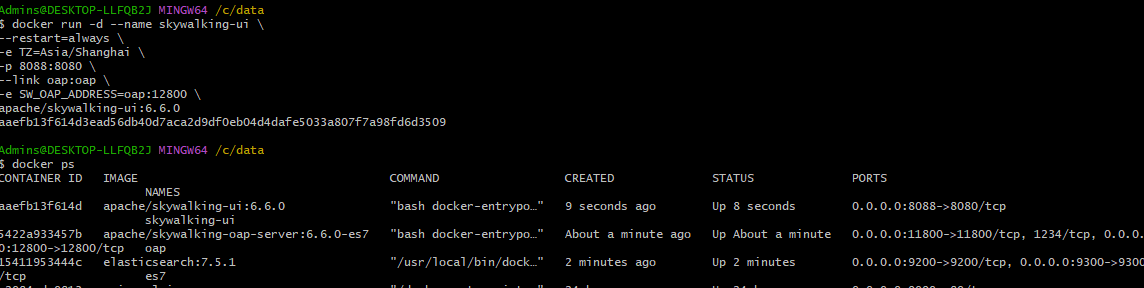 Admins@DESKTOP-LLFQB2J MINGW64 /c/data
$ docker run -d --name skywalking-ui \
--restart=always \
-e TZ=Asia/Shanghai \
-p 8088:8080 \
--link oap:oap \
-e SW_OAP_ADDRESS=oap:12800 \
apache/skywalking-ui:6.6.0
aaefb13f614d3ead56db40d7aca2d9df0eb04d4dafe5033a807f7a98fd6d3509
Admins@DESKTOP-LLFQB2J MINGW64 /c/data
$ docker ps
CONTAINER ID IMAGE COMMAND CREATED STATUS PORTS
NAMES
aaefb13f614d apache/skywalking-ui:6.6.0 "bash docker-entrypo…" 9 seconds ago Up 8 seconds 0.0.0.0:8088->8080/tcp
skywalking-ui
5422a933457b apache/skywalking-oap-server:6.6.0-es7 "bash docker-entrypo…" About a minute ago Up About a minute 0.0.0.0:11800->11800/tcp, 1234/tcp, 0.0.0.
0:12800->12800/tcp oap
15411953444c elasticsearch:7.5.1 "/usr/local/bin/dock…" 2 minutes ago Up 2 minutes 0.0.0.0:9200->9200/tcp, 0.0.0.0:9300->9300
/tcp es7